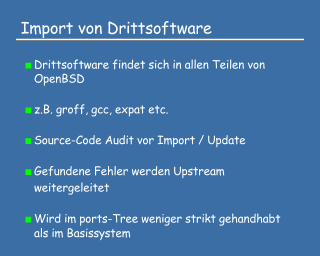 Import von Drittsoftware
Drittsoftware findet sich in allen Teilen von
OpenBSD
z.B. groff, gcc, expat etc.
Source-Code Audit vor Import / Update
Gefundene Fehler werden Upstream
weitergeleitet
Wird im ports-Tree weniger strikt gehandhabt
als im Basissystem